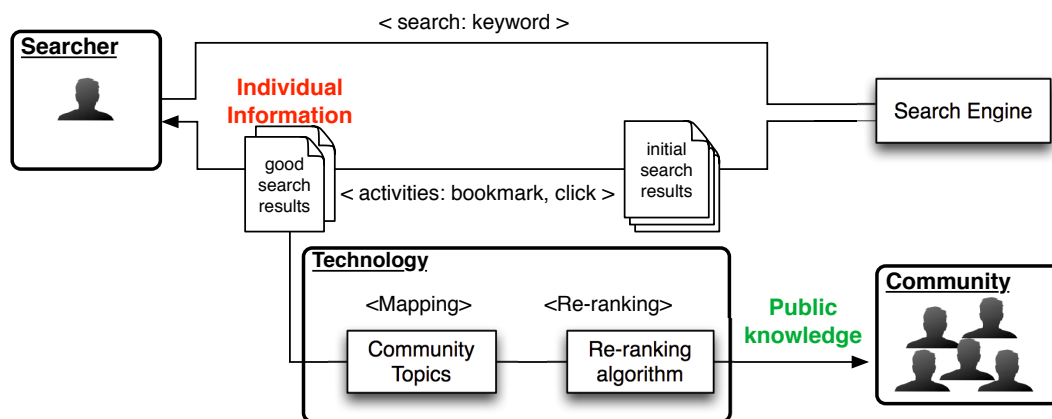 < search: keyword >
Searcher
Individual
Information
Search Engine
good
search
results
initial
search
results
< activities: bookmark, click >
Technology
<Mapping>
<Re-ranking>
Community
Topics
Re-ranking
algorithm
Public
knowledge
Community